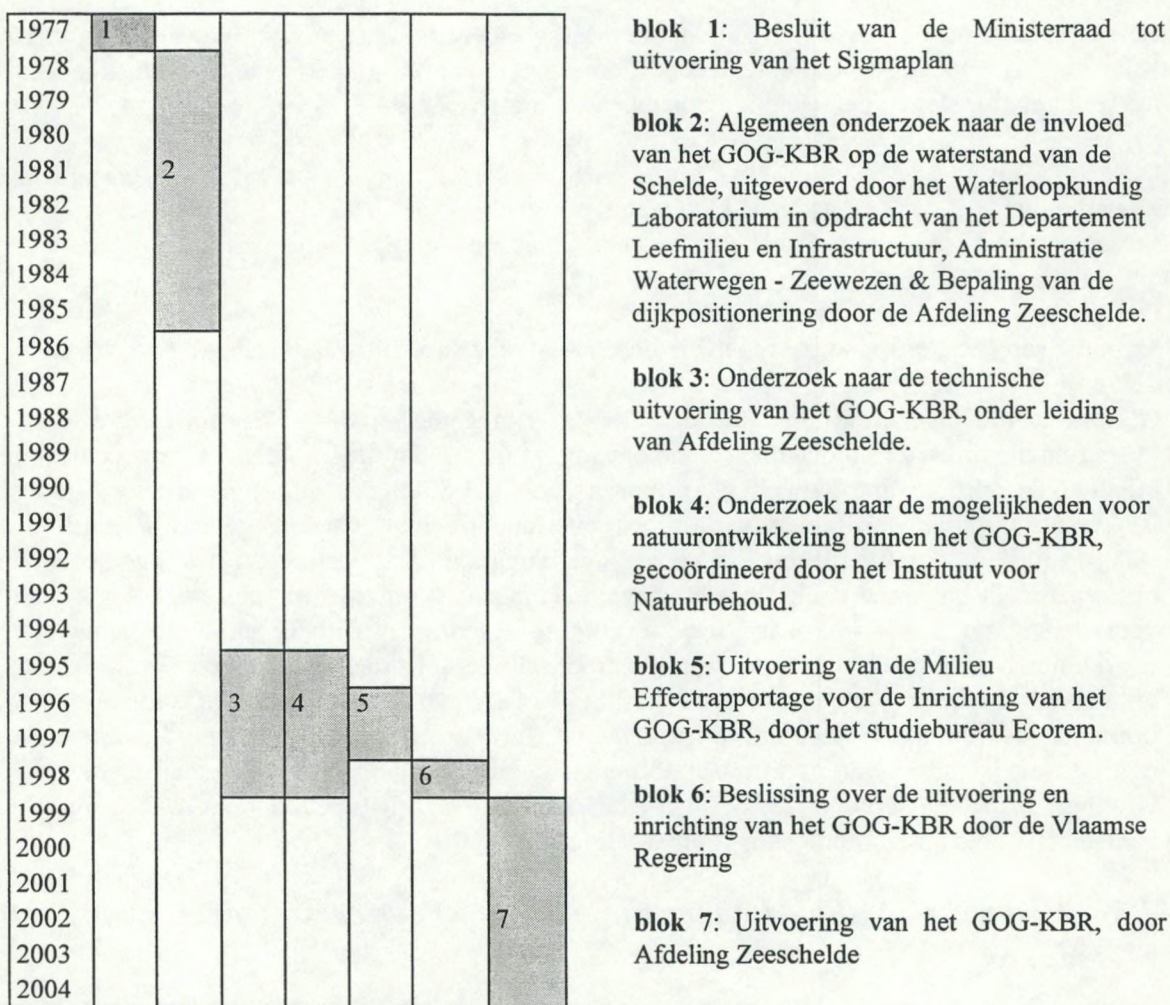 1977 1
1978
1979
1980
1981 2
1982
1983
1984
1985
1986
1987
1988
1989
1990
1991
1992
1993
1994
1995
1996 3 4 5
1997
1998 6
1999
2000
2001
2002 7
2003
2004
blok 1: Besluit van de Ministerraad tot
uitvoering van het Sigmaplan
blok 2: Algemeen onderzoek naar de invloed
van het GOG-KBR op de waterstand van de
Schelde, uitgevoerd door het Waterloopkundig
Laboratorium in opdracht van het Departement
Leefmilieu en Infrastructuur, Administratie
Waterwegen - Zeewezen & Bepaling van de
dijkpositionering door de Afdeling Zeeschelde.
blok 3: Onderzoek naar de technische
uitvoering van het GOG-KBR, onder leiding
van Afdeling Zeeschelde.
blok 4: Onderzoek naar de mogelijkheden voor
natuurontwikkeling binnen het GOG-KBR,
gecoördineerd door het Instituut voor
Natuurbehoud.
blok 5: Uitvoering van de Milieu
Effectrapportage voor de Inrichting van het
GOG-KBR, door het studiebureau Ecorem.
blok 6: Beslissing over de uitvoering en
inrichting van het GOG-KBR door de Vlaamse
Regering
blok 7: Uitvoering van het GOG-KBR, door
Afdeling Zeeschelde